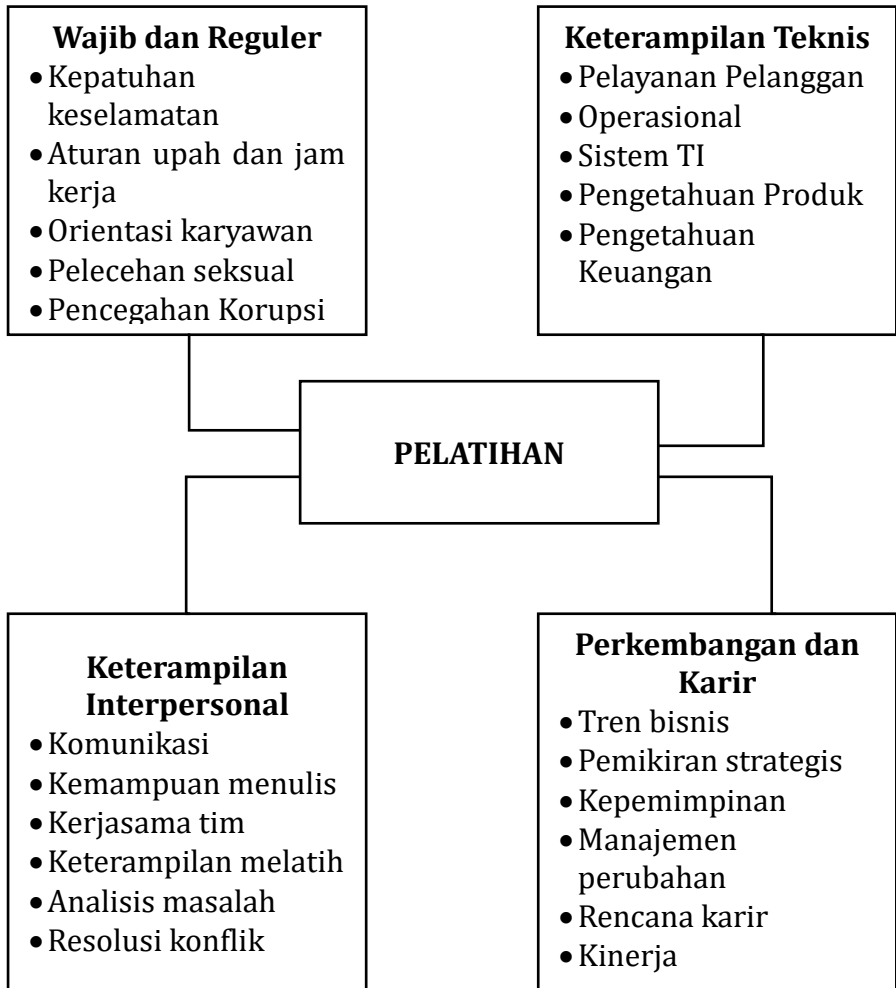 Wajib dan Reguler
• Kepatuhan
keselamatan
• Aturan upah dan jam
kerja
• Orientasi karyawan
• Pelecehan seksual
• Pencegahan Korupsi
Keterampilan Teknis
• Pelayanan Pelanggan
• Operasional
• Sistem TI
• Pengetahuan Produk
• Pengetahuan
Keuangan
PELATIHAN
Keterampilan
Interpersonal
• Komunikasi
• Kemampuan menulis
• Kerjasama tim
• Keterampilan melatih
• Analisis masalah
• Resolusi konflik
Perkembangan dan
Karir
• Tren bisnis
• Pemikiran strategis
• Kepemimpinan
• Manajemen
perubahan
• Rencana karir
• Kinerja